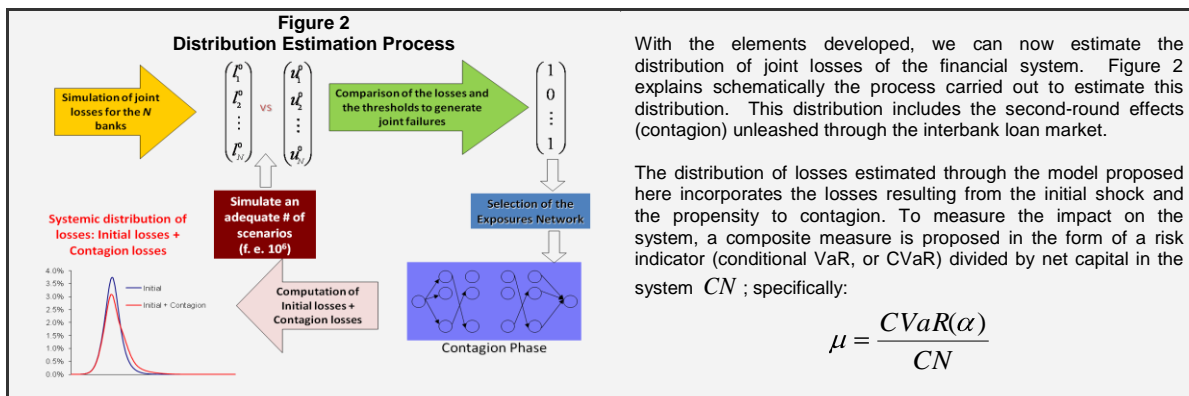 Figure 2
Distribution Estimation Process
Simulation of joint
losses for the N
banks
l₁⁰
l₂⁰
⋮
l_N⁰
vs
u₁⁰
u₂⁰
⋮
u_N⁰
Comparison of the losses and
the thresholds to generate
joint failures
1
0
⋮
1
Selection of the
Exposures Network
Contagion Phase
Computation of
Initial losses +
Contagion losses
Simulate an
adequate # of
scenarios
(f. e. 10⁶)
Systemic distribution of
losses: Initial losses +
Contagion losses
4.0%
3.5%
3.0%
2.5%
2.0%
1.5%
1.0%
0.5%
0.0%
Initial
Initial + Contagion
With the elements developed, we can now estimate the
distribution of joint losses of the financial system. Figure 2
explains schematically the process carried out to estimate this
distribution. This distribution includes the second-round effects
(contagion) unleashed through the interbank loan market.
The distribution of losses estimated through the model proposed
here incorporates the losses resulting from the initial shock and
the propensity to contagion. To measure the impact on the
system, a composite measure is proposed in the form of a risk
indicator (conditional VaR, or CVaR) divided by net capital in the
system CN ; specifically:
μ = CVaR(α) / CN